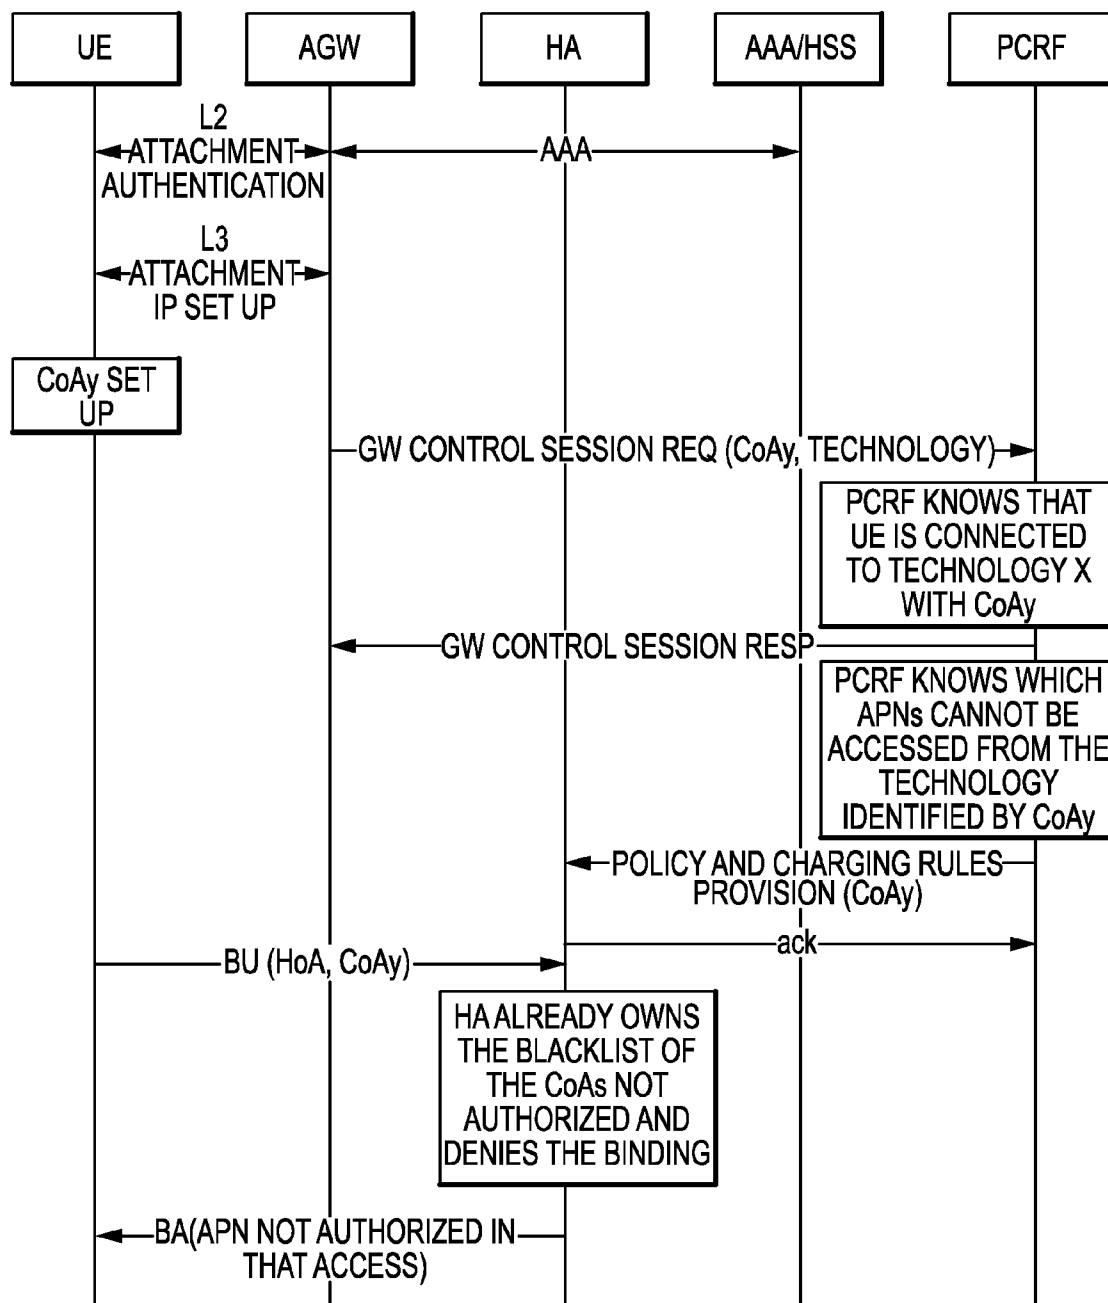 UE
AGW
HA
AAA/HSS
PCRF
L2
ATTACHMENT
AUTHENTICATION
AAA
L3
ATTACHMENT
IP SET UP
CoAy SET
UP
GW CONTROL SESSION REQ (CoAy, TECHNOLOGY)
PCRF KNOWS THAT
UE IS CONNECTED
TO TECHNOLOGY X
WITH CoAy
GW CONTROL SESSION RESP
PCRF KNOWS WHICH
APNs CANNOT BE
ACCESSED FROM THE
TECHNOLOGY
IDENTIFIED BY CoAy
POLICY AND CHARGING RULES
PROVISION (CoAy)
ack
BU (HoA, CoAy)
HA ALREADY OWNS
THE BLACKLIST OF
THE CoAs NOT
AUTHORIZED AND
DENIES THE BINDING
BA(APN NOT AUTHORIZED IN
THAT ACCESS)